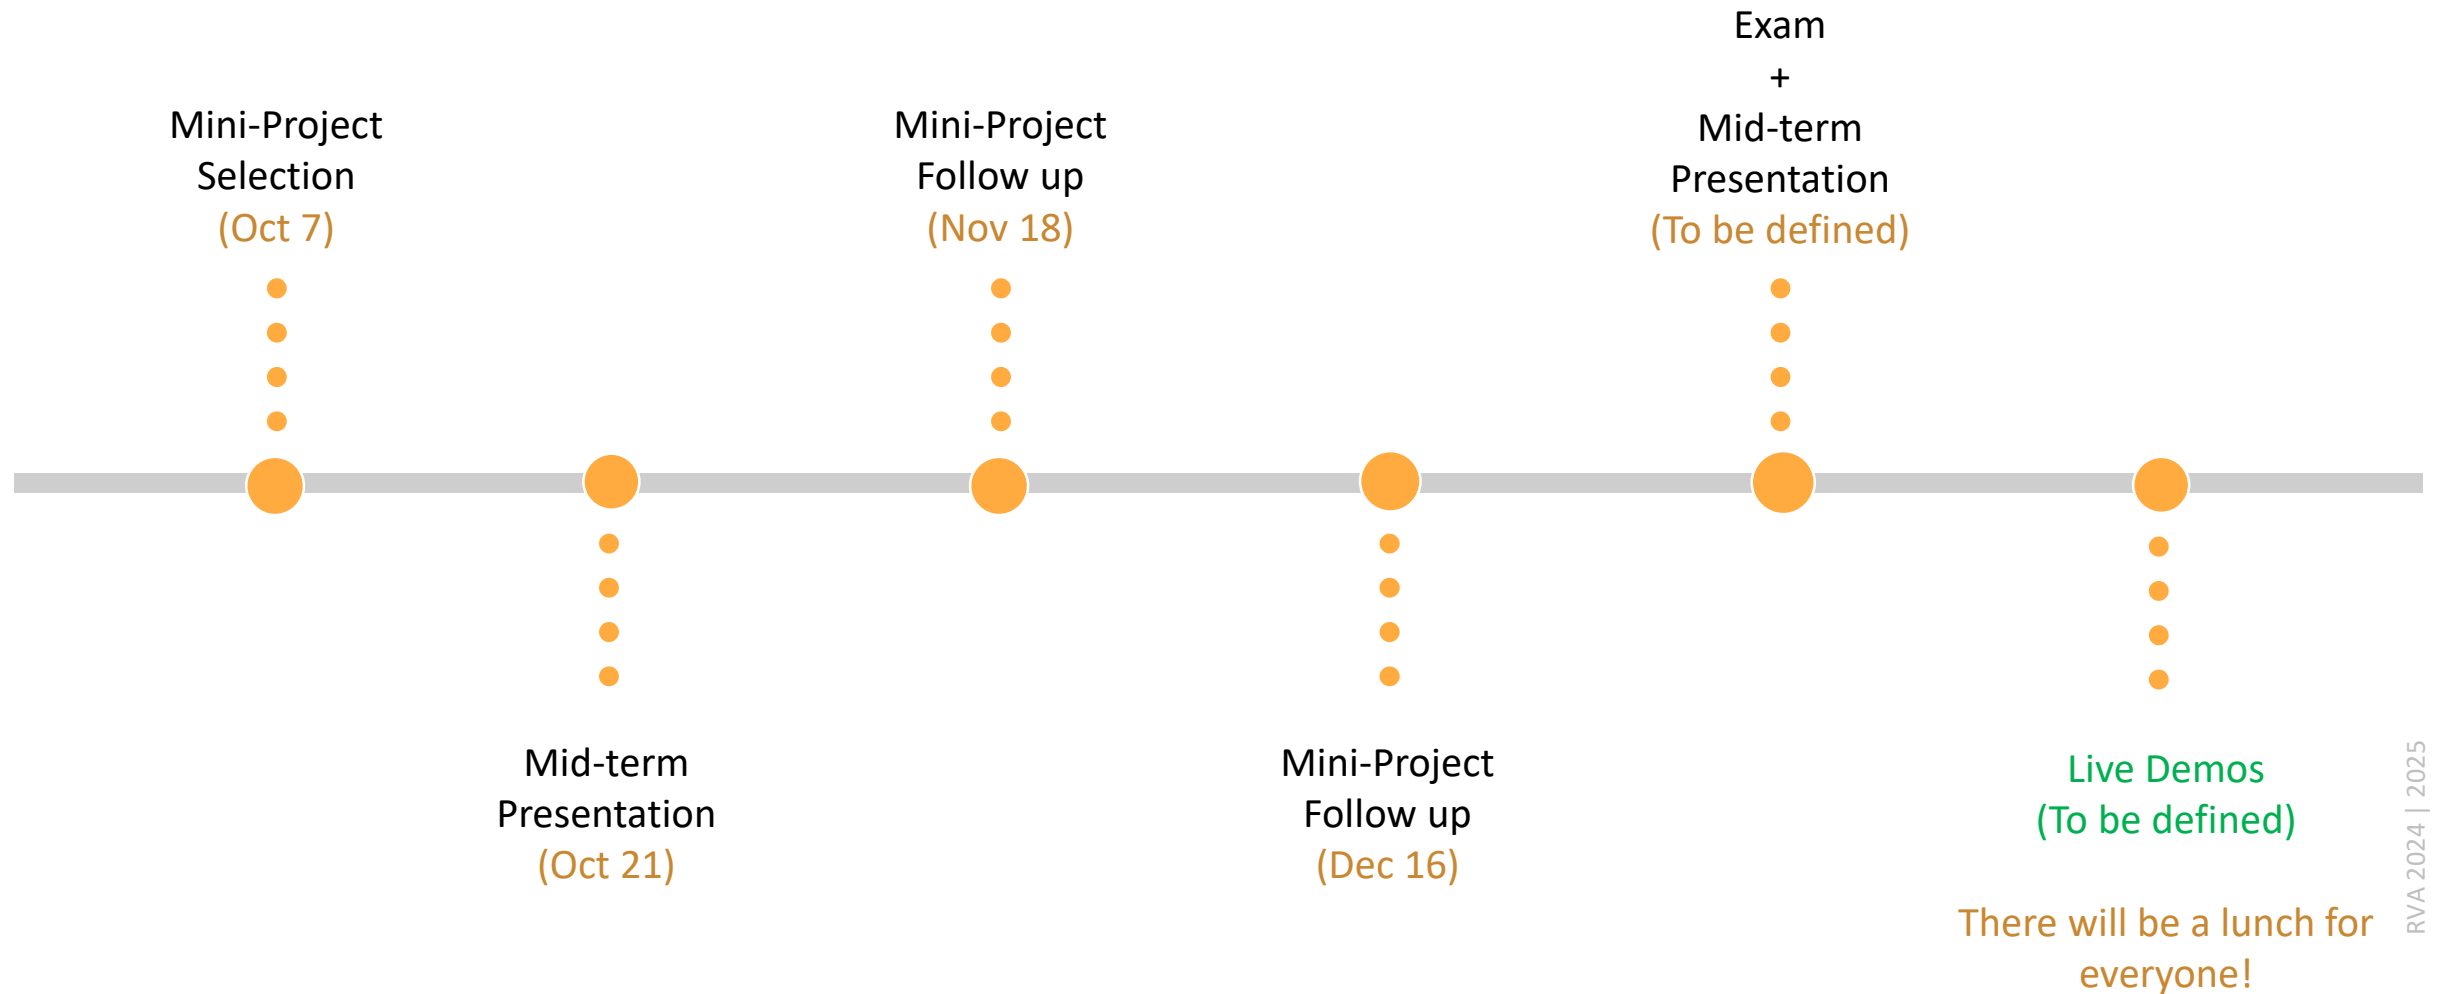 Mini-Project
Selection
(Oct 7)
Mid-term
Presentation
(Oct 21)
Mini-Project
Follow up
(Nov 18)
Mini-Project
Follow up
(Dec 16)
Exam
+
Mid-term
Presentation
(To be defined)
Live Demos
(To be defined)
There will be a lunch for
everyone!
RVA 2024 | 2025